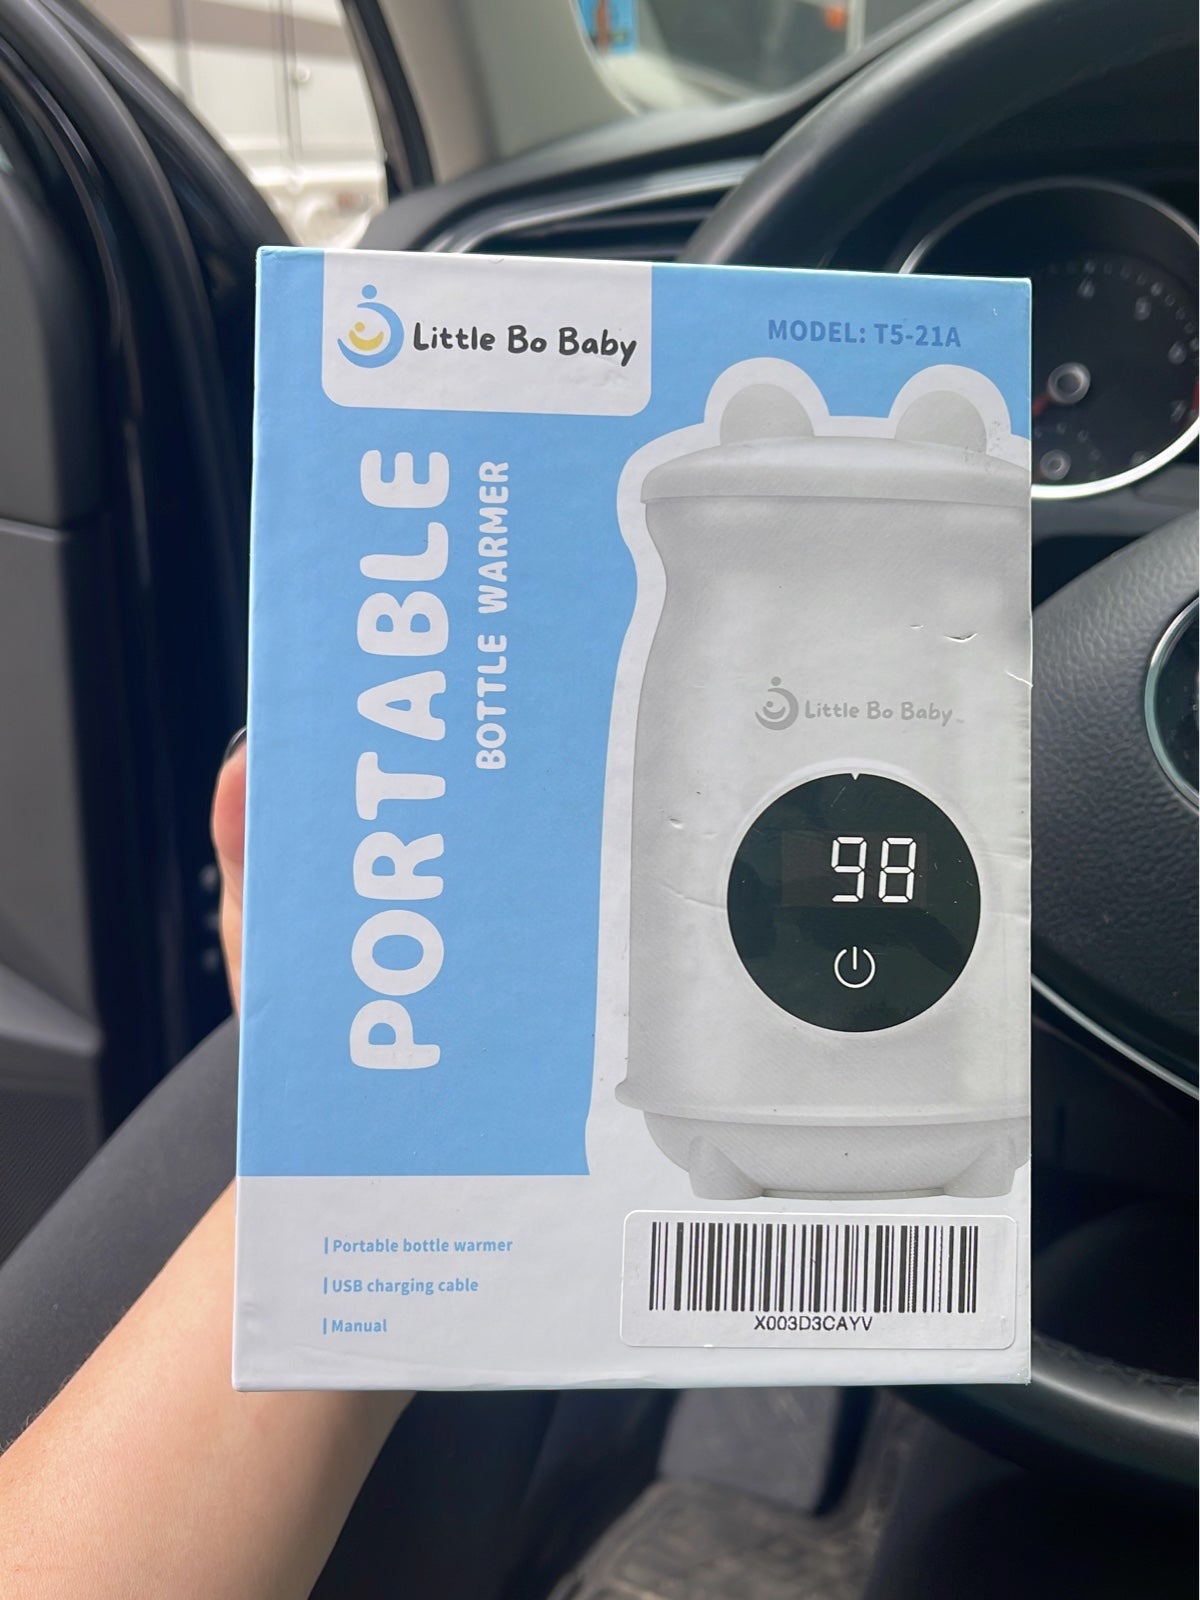 Little Bo Baby
MODEL: T5-21A
PORTABLE
BOTTLE WARMER
Little Bo Baby
98
Portable bottle warmer
USB charging cable
Manual
X003D3CAYV